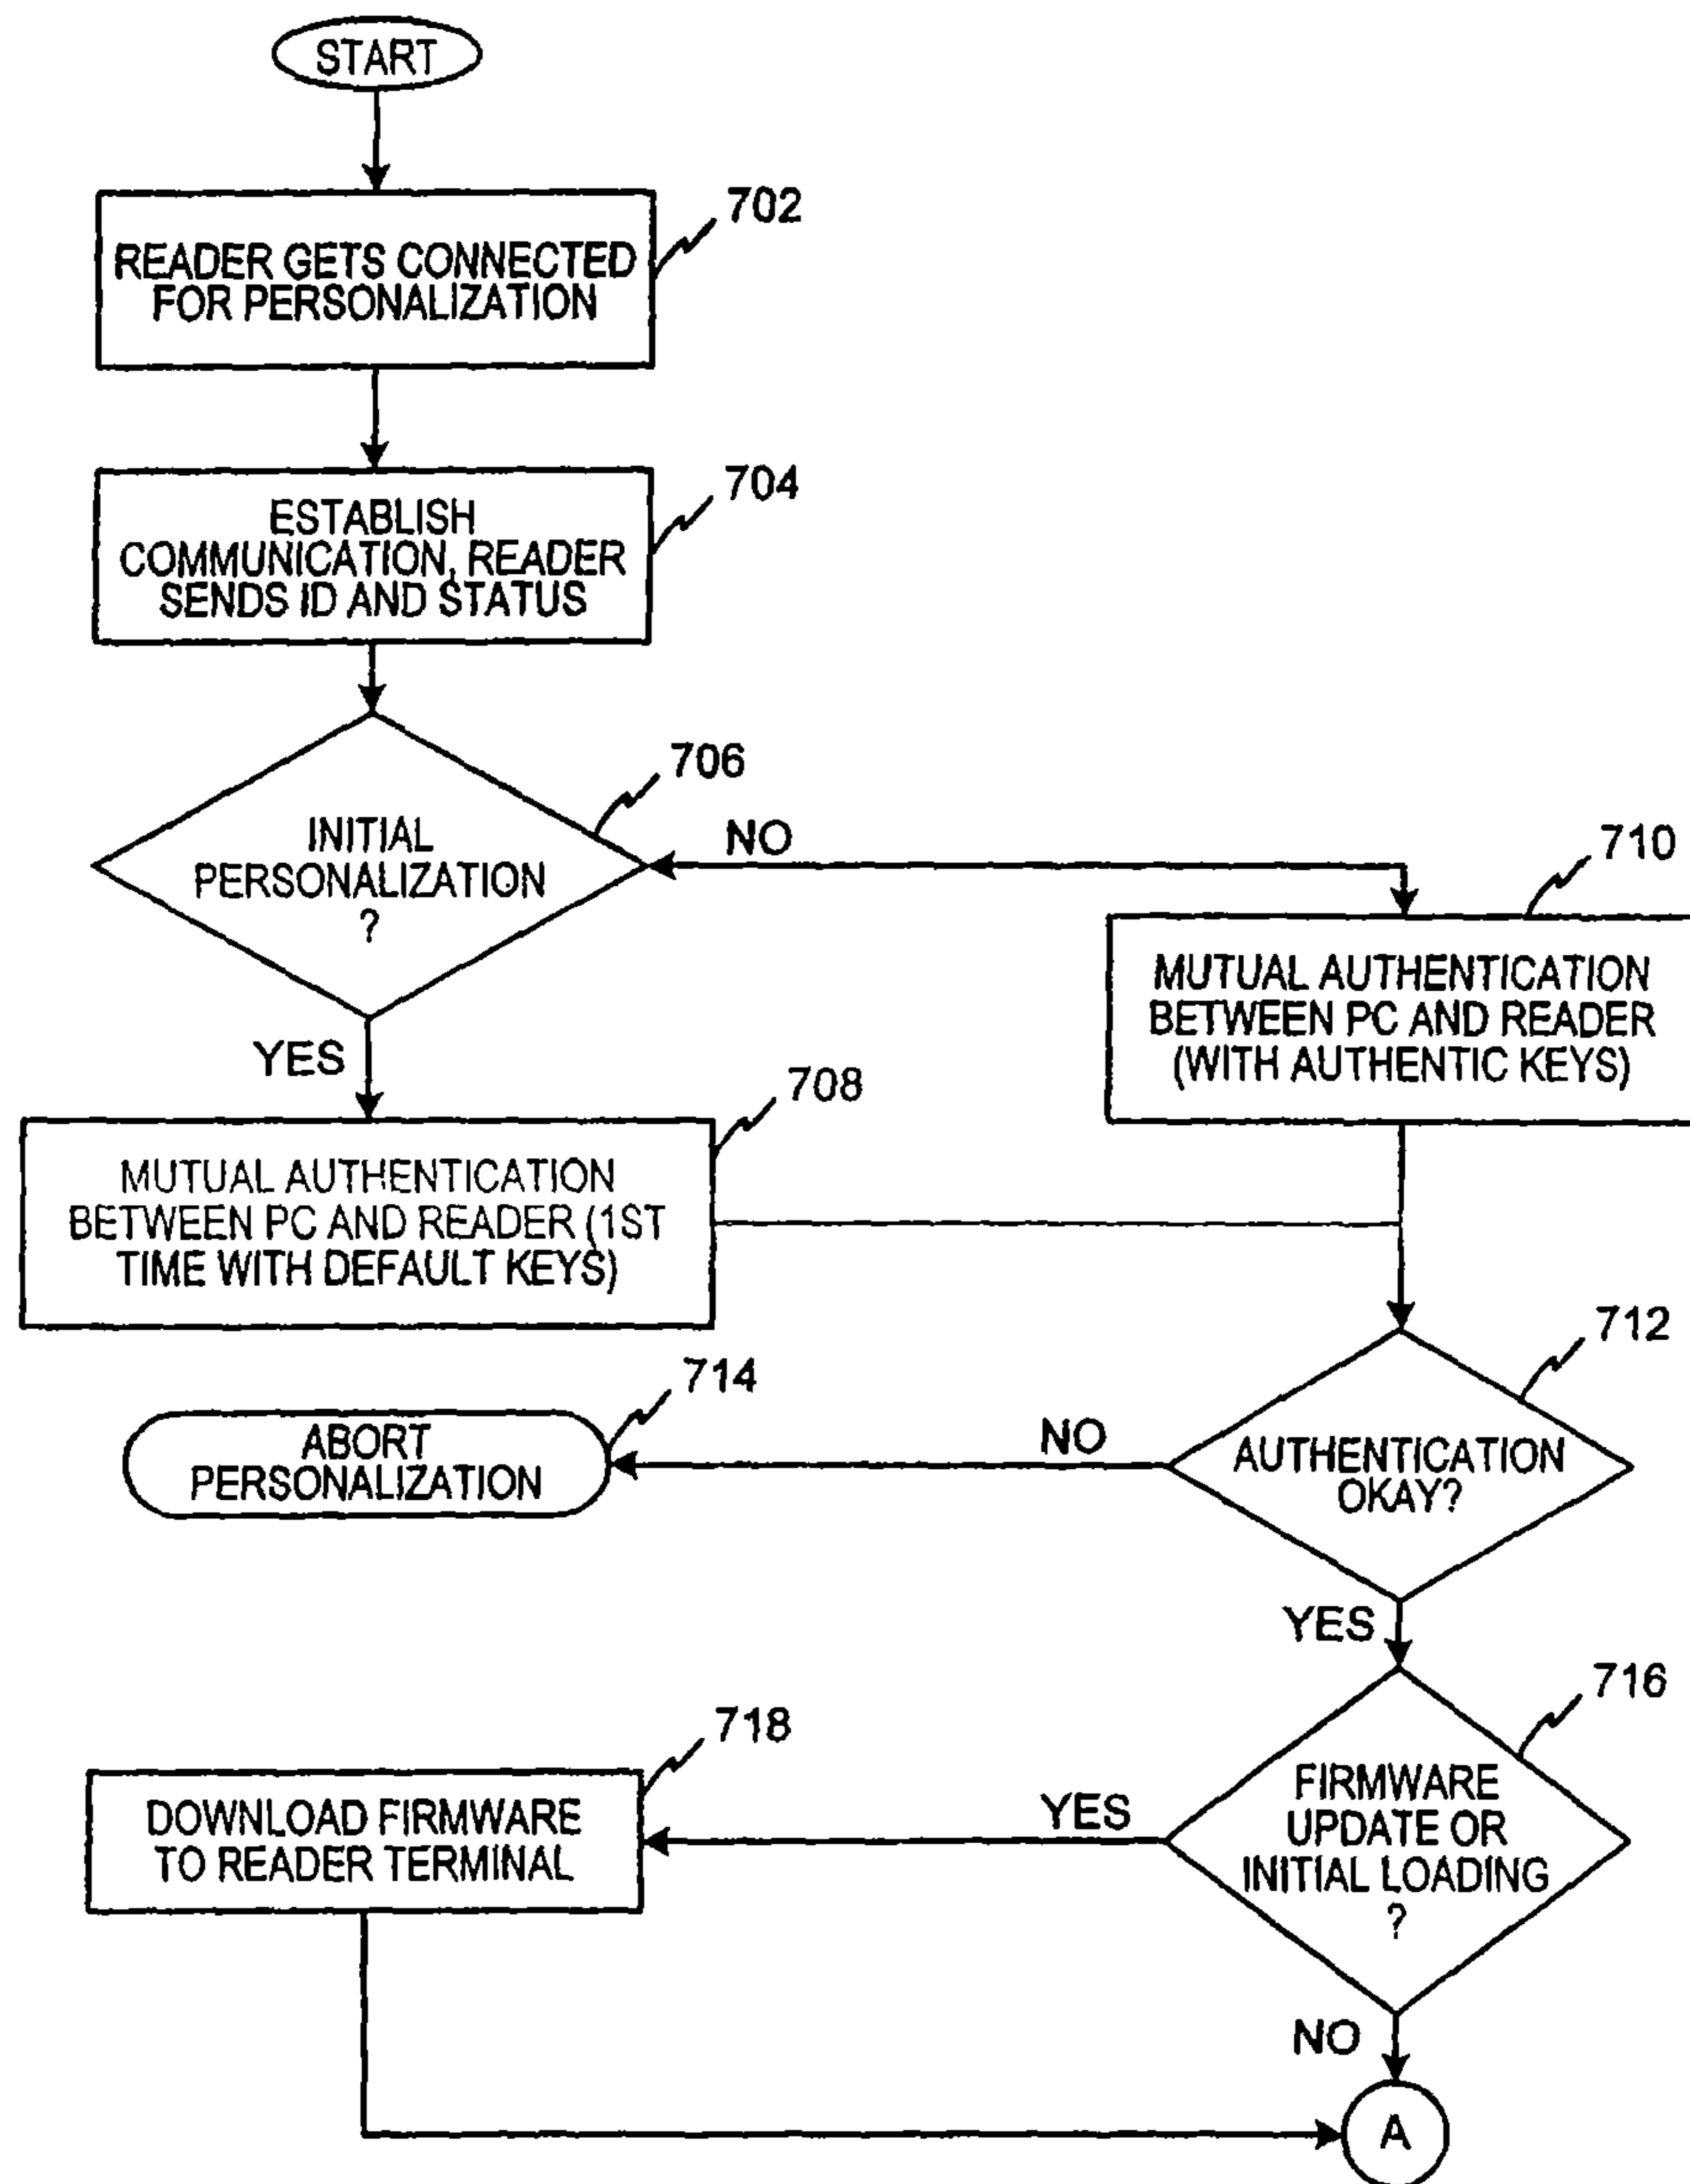 START
702
READER GETS CONNECTED
FOR PERSONALIZATION
704
ESTABLISH
COMMUNICATION, READER
SENDS ID AND STATUS
706
INITIAL
PERSONALIZATION
?
NO
710
MUTUAL AUTHENTICATION
BETWEEN PC AND READER
(WITH AUTHENTIC KEYS)
YES
708
MUTUAL AUTHENTICATION
BETWEEN PC AND READER (1ST
TIME WITH DEFAULT KEYS)
712
AUTHENTICATION
OKAY?
NO
714
ABORT
PERSONALIZATION
YES
716
FIRMWARE
UPDATE OR
INITIAL LOADING
?
YES
718
DOWNLOAD FIRMWARE
TO READER TERMINAL
NO
A